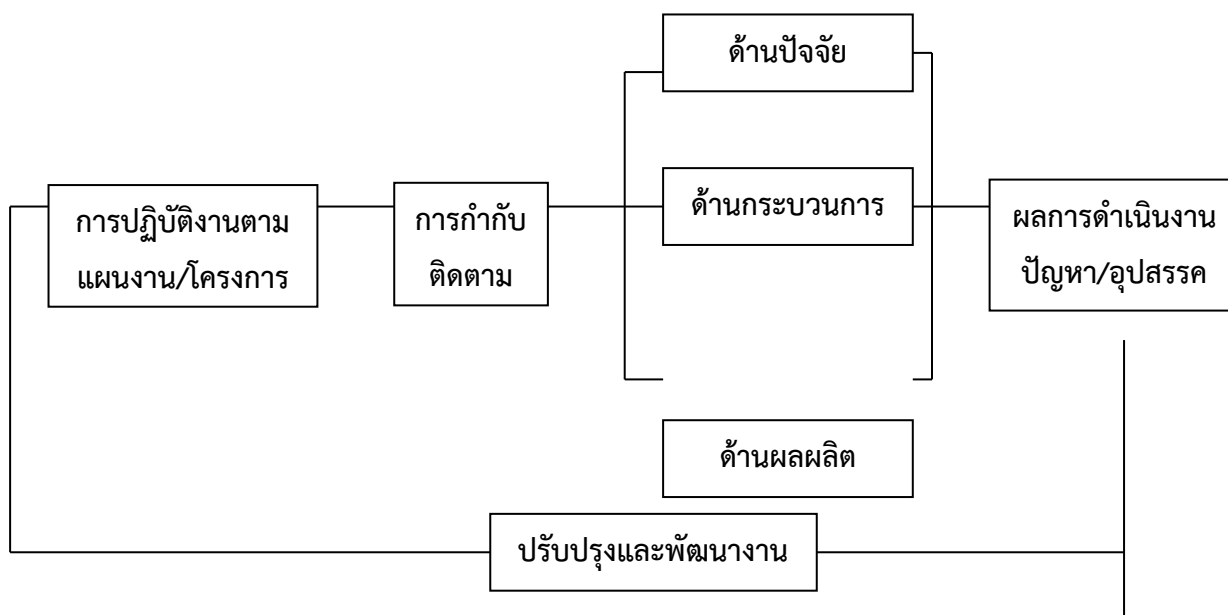 ด้านปัจจัย
การปฏิบัติงานตาม
แผนงาน/โครงการ
การกำกับ
ติดตาม
ด้านกระบวนการ
ผลการดำเนินงาน
ปัญหา/อุปสรรค
ด้านผลผลิต
ปรับปรุงและพัฒนางาน